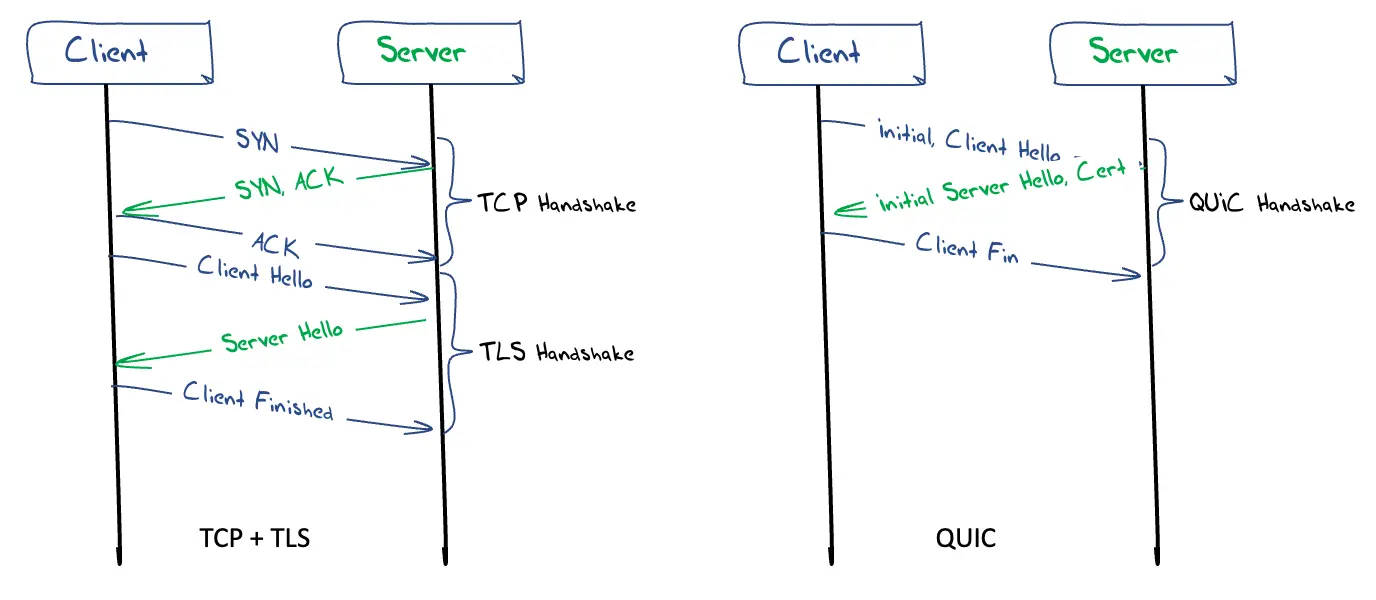 Client
Server
SYN
SYN, ACK
TCP Handshake
ACK
Client Hello
Server Hello
TLS Handshake
Client Finished
TCP + TLS
Client
Server
initial, Client Hello
initial Server Hello, Cert
QUiC Handshake
Client Fin
QUIC